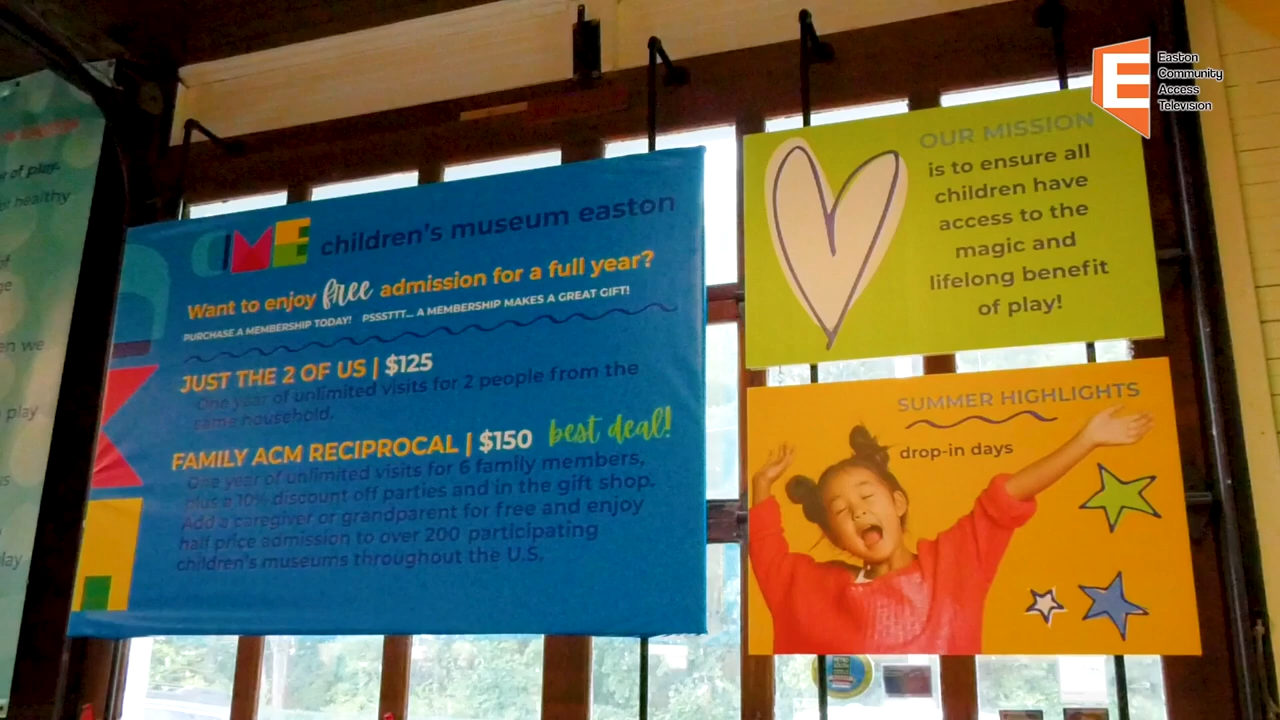 children's museum easton
Want to enjoy free admission for a full year?
PURCHASE A MEMBERSHIP TODAY! PSSSTTT... A MEMBERSHIP MAKES A GREAT GIFT!
JUST THE 2 OF US | $125
One year of unlimited visits for 2 people from the
same household.
FAMILY ACM RECIPROCAL | $150 best deal!
One year of unlimited visits for 6 family members,
plus a 10% discount off parties and in the gift shop.
Add a caregiver or grandparent for free and enjoy
half price admission to over 200 participating
children's museums throughout the U.S.
OUR MISSION
is to ensure all
children have
access to the
magic and
lifelong benefit
of play!
SUMMER HIGHLIGHTS
drop-in days
E
Easton
Community
Access
Television
CME
of play.
healthy
en we
play